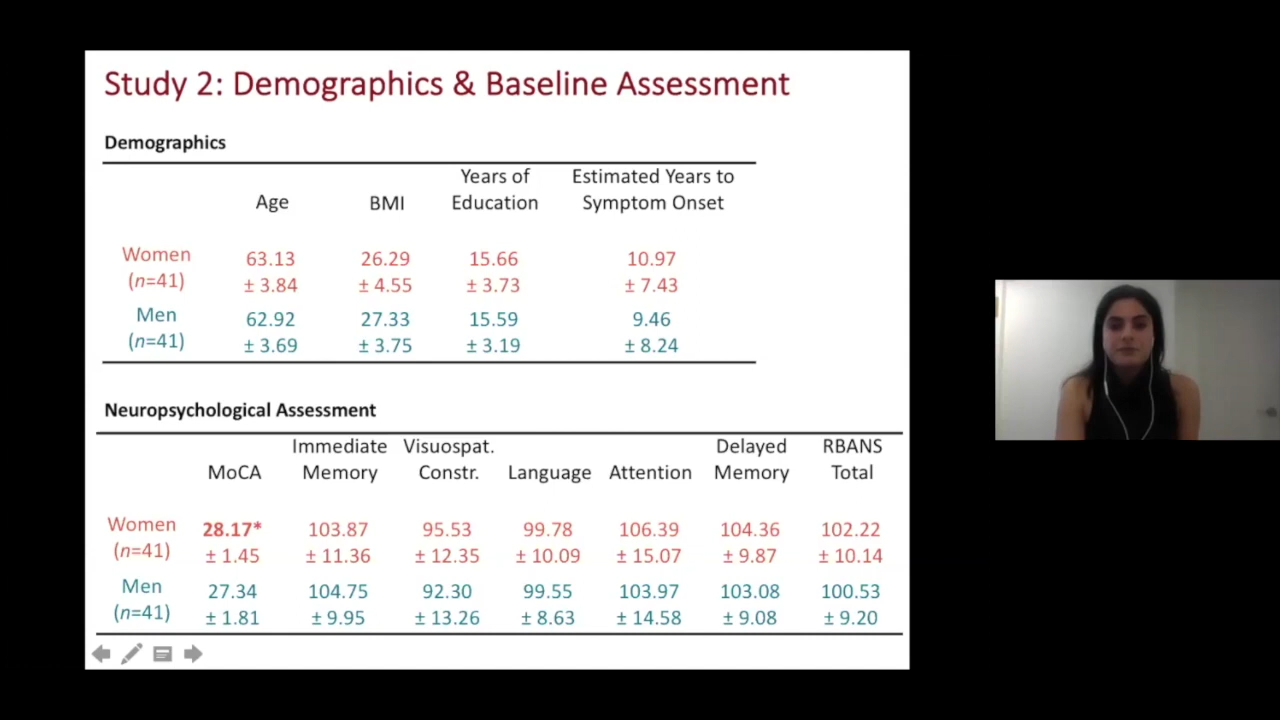 Study 2: Demographics & Baseline Assessment
Demographics
Age BMI Years of Education Estimated Years to Symptom Onset
Women (n=41) 63.13 ± 3.84 26.29 ± 4.55 15.66 ± 3.73 10.97 ± 7.43
Men (n=41) 62.92 ± 3.69 27.33 ± 3.75 15.59 ± 3.19 9.46 ± 8.24
Neuropsychological Assessment
MoCA Immediate Memory Visuospat. Constr. Language Attention Delayed Memory RBANS Total
Women (n=41) 28.17* ± 1.45 103.87 ± 11.36 95.53 ± 12.35 99.78 ± 10.09 106.39 ± 15.07 104.36 ± 9.87 102.22 ± 10.14
Men (n=41) 27.34 ± 1.81 104.75 ± 9.95 92.30 ± 13.26 99.55 ± 8.63 103.97 ± 14.58 103.08 ± 9.08 100.53 ± 9.20